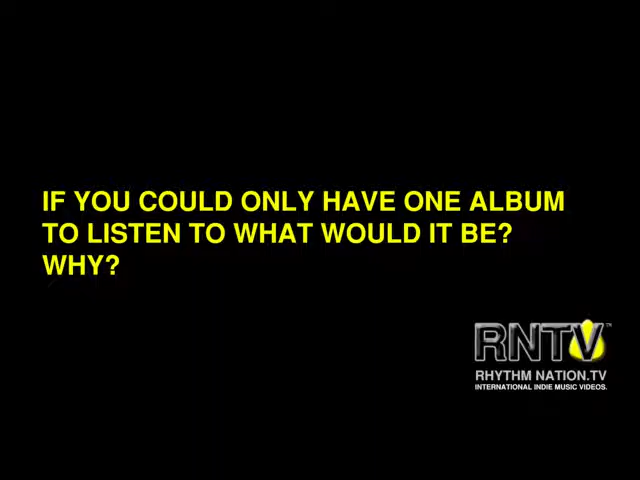 IF YOU COULD ONLY HAVE ONE ALBUM
TO LISTEN TO WHAT WOULD IT BE?
WHY?
RNTV™
RHYTHM NATION.TV
INTERNATIONAL INDIE MUSIC VIDEOS.